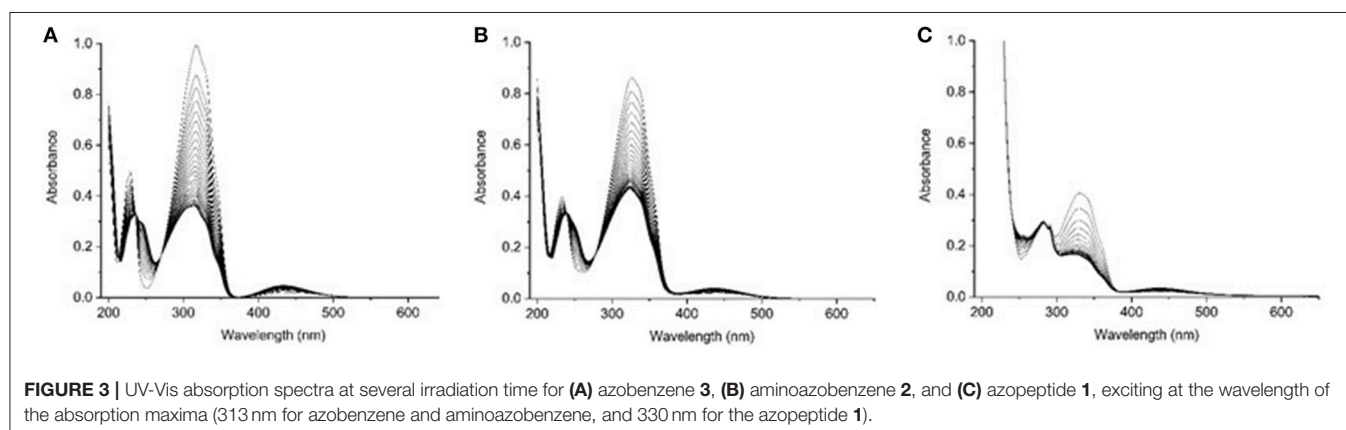 A
B
C
1.0
0.8
0.6
0.4
0.2
0.0
200 300 400 500 600
Absorbance
Wavelength (nm)
1.0
0.8
0.6
0.4
0.2
0.0
200 300 400 500 600
Absorbance
Wavelength (nm)
1.0
0.8
0.6
0.4
0.2
0.0
200 300 400 500 600
Absorbance
Wavelength (nm)
FIGURE 3 | UV-Vis absorption spectra at several irradiation time for (A) azobenzene 3, (B) aminoazobenzene 2, and (C) azopeptide 1, exciting at the wavelength of
the absorption maxima (313 nm for azobenzene and aminoazobenzene, and 330 nm for the azopeptide 1).